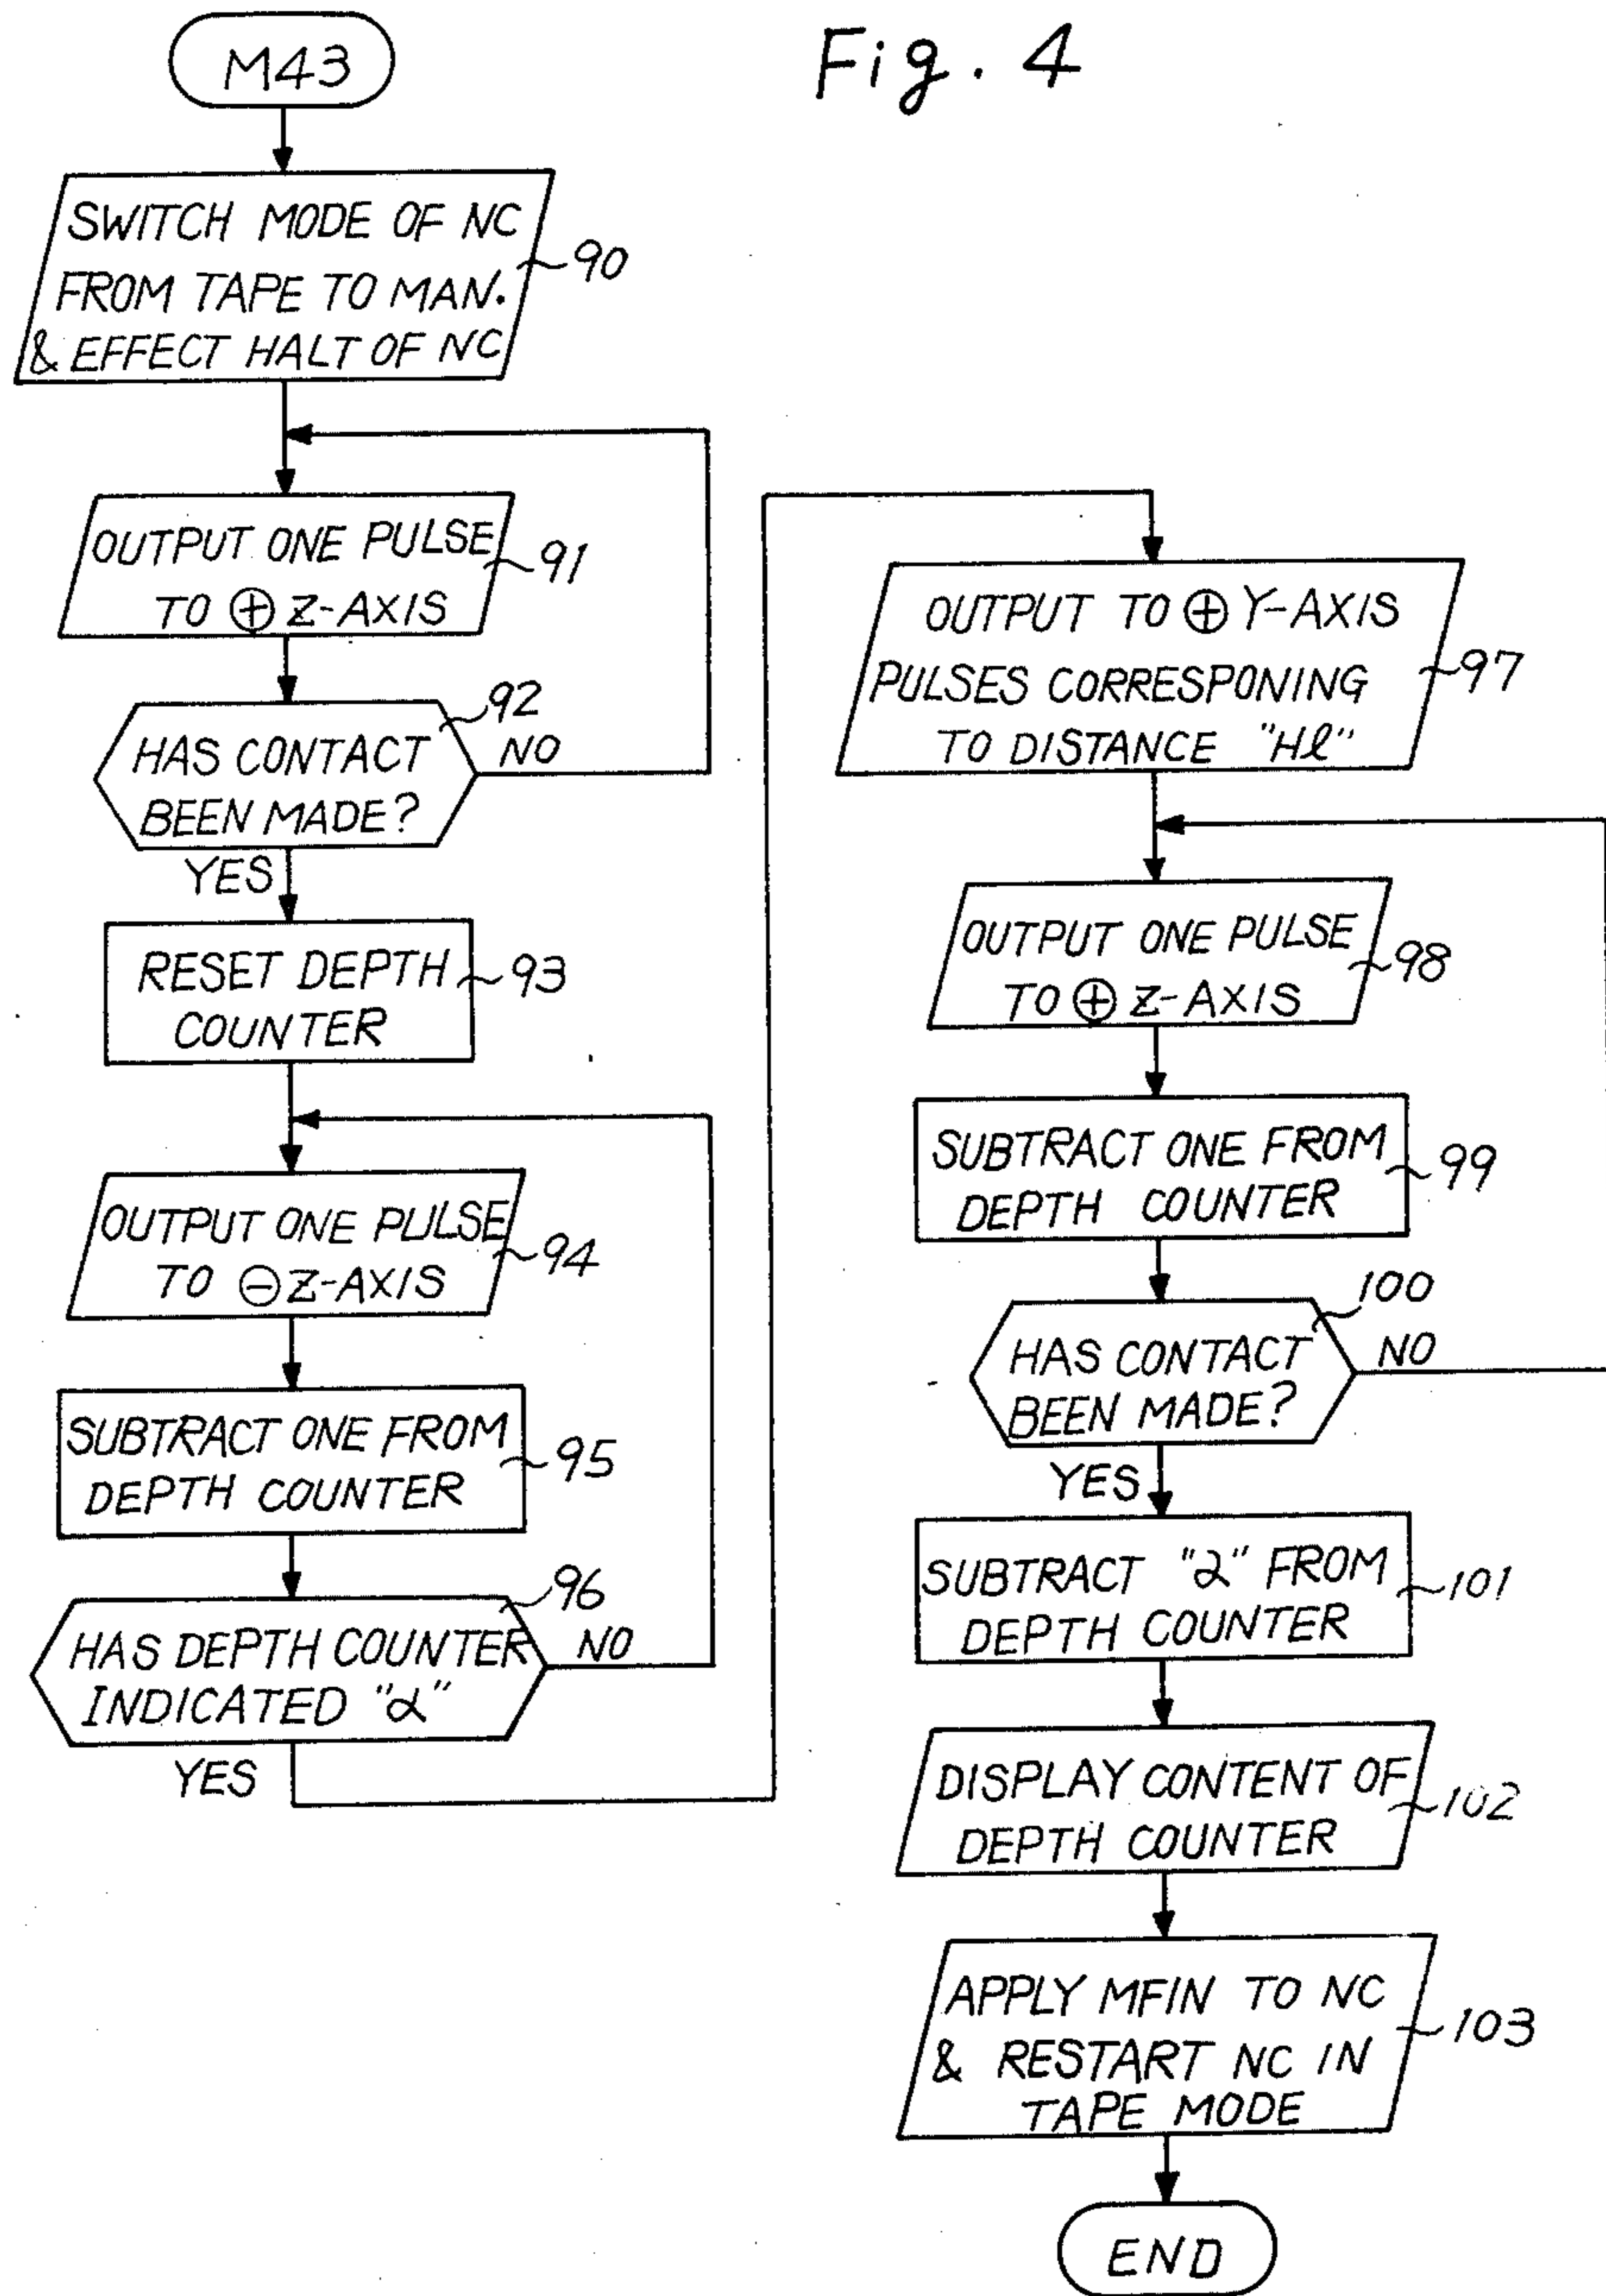 Fig. 4
M43
SWITCH MODE OF NC
FROM TAPE TO MAN.
& EFFECT HALT OF NC
90
OUTPUT ONE PULSE
TO ⊕ Z-AXIS
91
92
HAS CONTACT
BEEN MADE?
NO
YES
RESET DEPTH
COUNTER
93
OUTPUT ONE PULSE
TO ⊖ Z-AXIS
94
SUBTRACT ONE FROM
DEPTH COUNTER
95
96
HAS DEPTH COUNTER
INDICATED "α"
NO
YES
OUTPUT TO ⊕ Y-AXIS
PULSES CORRESPONING
TO DISTANCE "Hl"
97
OUTPUT ONE PULSE
TO ⊕ Z-AXIS
98
SUBTRACT ONE FROM
DEPTH COUNTER
99
100
HAS CONTACT
BEEN MADE?
NO
YES
SUBTRACT "α" FROM
DEPTH COUNTER
101
DISPLAY CONTENT OF
DEPTH COUNTER
102
APPLY MFIN TO NC
& RESTART NC IN
TAPE MODE
103
END